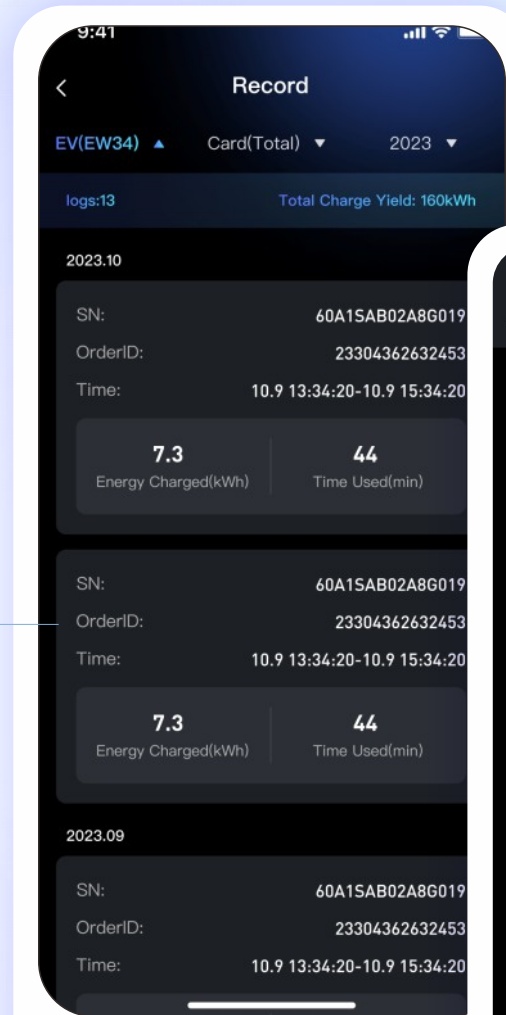 9:41
Record
EV(EW34) ▲ Card(Total) ▼ 2023 ▼
logs:13 Total Charge Yield: 160kWh
2023.10
SN: 60A1SAB02A8G019
OrderID: 23304362632453
Time: 10.9 13:34:20-10.9 15:34:20
7.3 44
Energy Charged(kWh) Time Used(min)
SN: 60A1SAB02A8G019
OrderID: 23304362632453
Time: 10.9 13:34:20-10.9 15:34:20
7.3 44
Energy Charged(kWh) Time Used(min)
2023.09
SN: 60A1SAB02A8G019
OrderID: 23304362632453
Time: 10.9 13:34:20-10.9 15:34:20